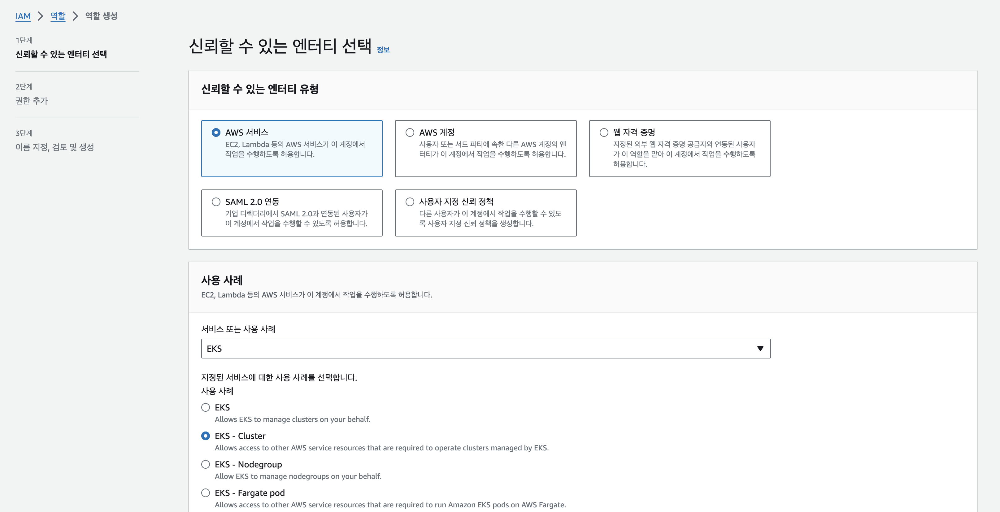 IAM > 역할 > 역할 생성
1단계
신뢰할 수 있는 엔터티 선택
2단계
권한 추가
3단계
이름 지정, 검토 및 생성
신뢰할 수 있는 엔터티 선택 정보
신뢰할 수 있는 엔터티 유형
AWS 서비스
EC2, Lambda 등의 AWS 서비스가 이 계정에서
작업을 수행하도록 허용합니다.
AWS 계정
사용자 또는 서드 파티에 속한 다른 AWS 계정의 엔
터티가 이 계정에서 작업을 수행하도록 허용합니다.
웹 자격 증명
지정된 외부 웹 자격 증명 공급자와 연동된 사용자
가 이 역할을 맡아 이 계정에서 작업을 수행하도록
허용합니다.
SAML 2.0 연동
기업 디렉터리에서 SAML 2.0과 연동된 사용자가
이 계정에서 작업을 수행할 수 있도록 허용합니다.
사용자 지정 신뢰 정책
다른 사용자가 이 계정에서 작업을 수행할 수 있도
록 사용자 지정 신뢰 정책을 생성합니다.
사용 사례
EC2, Lambda 등의 AWS 서비스가 이 계정에서 작업을 수행하도록 허용합니다.
서비스 또는 사용 사례
EKS
지정된 서비스에 대한 사용 사례를 선택합니다.
사용 사례
EKS
Allows EKS to manage clusters on your behalf.
EKS - Cluster
Allows access to other AWS service resources that are required to operate clusters managed by EKS.
EKS - Nodegroup
Allow EKS to manage nodegroups on your behalf.
EKS - Fargate pod
Allows access to other AWS service resources that are required to run Amazon EKS pods on AWS Fargate.